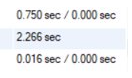 0.750 sec / 0.000 sec
2.266 sec
0.016 sec / 0.000 sec